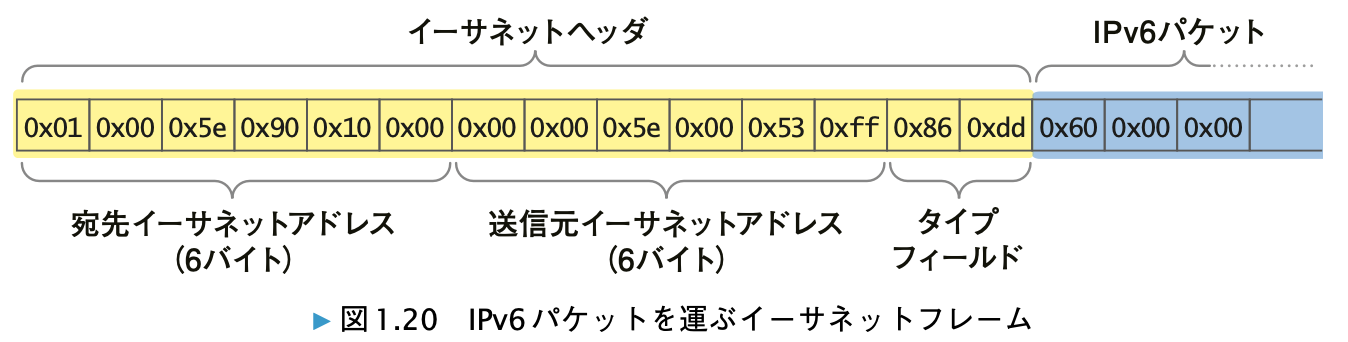 イーサネットヘッダ
IPv6パケット
0x01 0x00 0x5e 0x90 0x10 0x00 0x00 0x00 0x5e 0x00 0x53 0xff 0x86 0xdd 0x60 0x00 0x00
宛先イーサネットアドレス
(6バイト)
送信元イーサネットアドレス
(6バイト)
タイプ
フィールド
▶図1.20 IPv6パケットを運ぶイーサネットフレーム